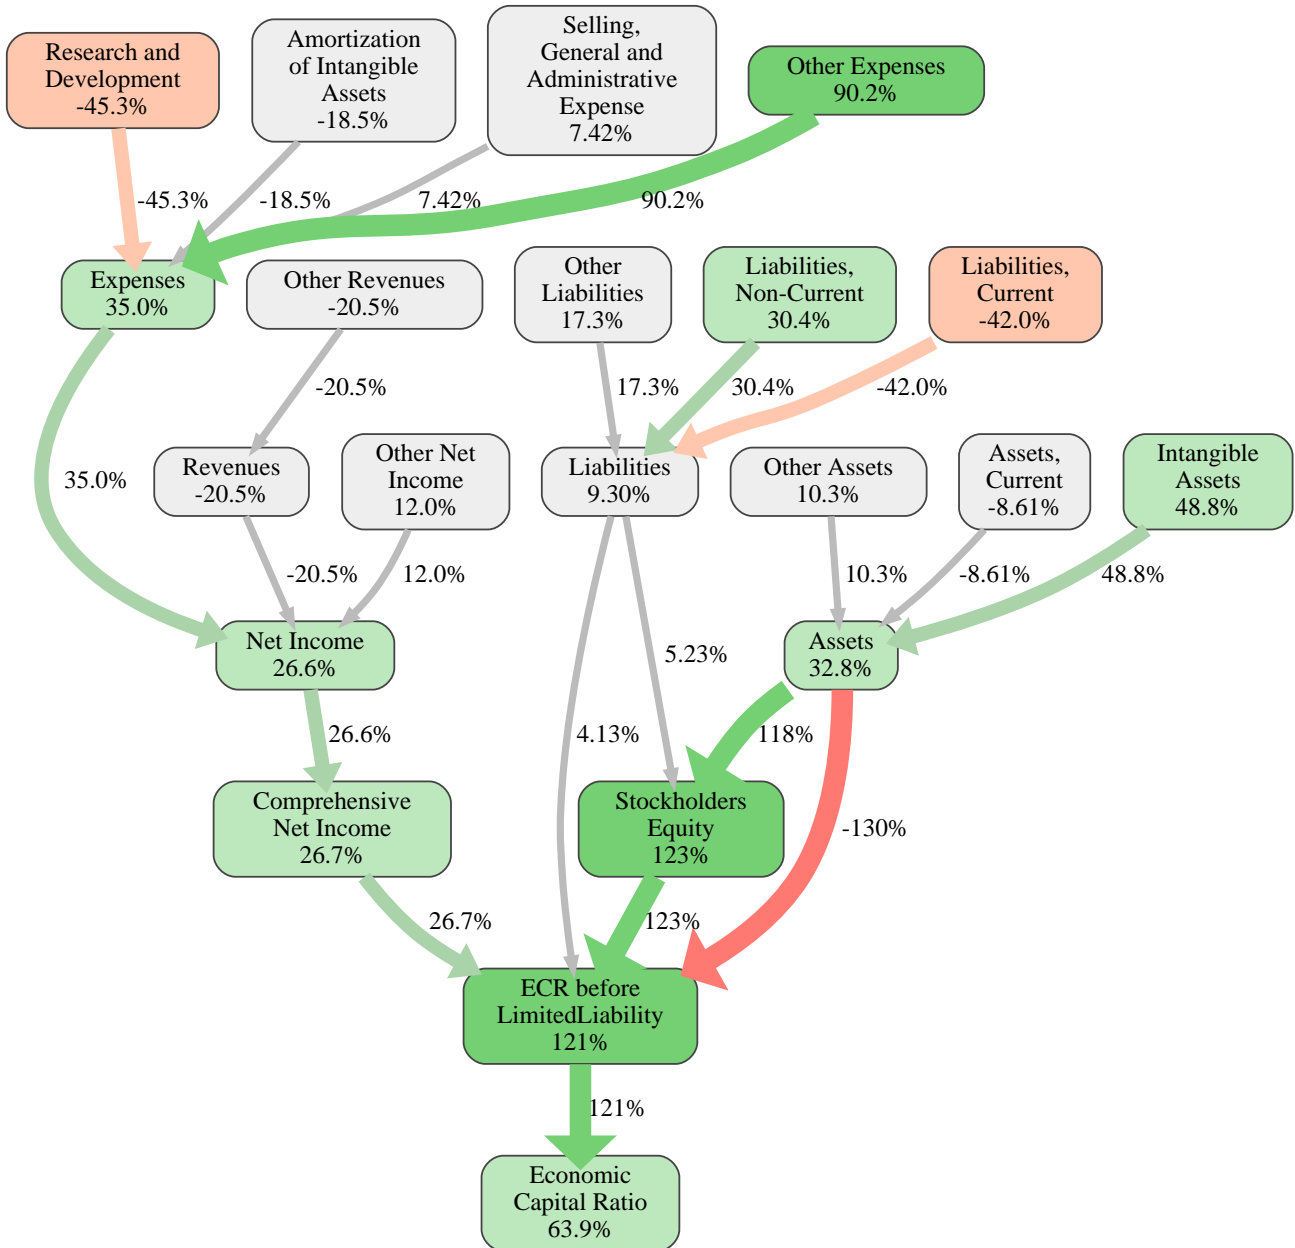 Research and
Development
-45.3%
Amortization
of Intangible
Assets
-18.5%
Selling,
General and
Administrative
Expense
7.42%
Other Expenses
90.2%
-45.3%
-18.5%
7.42%
90.2%
Expenses
35.0%
Other Revenues
-20.5%
Other
Liabilities
17.3%
Liabilities,
Non-Current
30.4%
Liabilities,
Current
-42.0%
-20.5%
17.3%
30.4%
-42.0%
35.0%
Revenues
-20.5%
Other Net
Income
12.0%
Liabilities
9.30%
Other Assets
10.3%
Assets,
Current
-8.61%
Intangible
Assets
48.8%
-20.5%
12.0%
10.3%
-8.61%
48.8%
Net Income
26.6%
5.23%
Assets
32.8%
26.6%
4.13%
118%
-130%
Comprehensive
Net Income
26.7%
Stockholders
Equity
123%
26.7%
123%
ECR before
LimitedLiability
121%
121%
Economic
Capital Ratio
63.9%